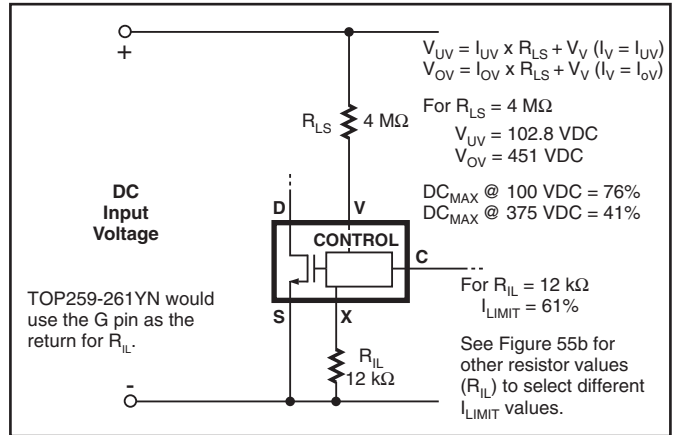 +
V_UV = I_UV x R_LS + V_V (I_V = I_UV)
V_OV = I_OV x R_LS + V_V (I_V = I_oV)
For R_LS = 4 MΩ
V_UV = 102.8 VDC
V_OV = 451 VDC
DC_MAX @ 100 VDC = 76%
DC_MAX @ 375 VDC = 41%
R_LS
4 MΩ
DC
Input
Voltage
D
V
CONTROL
C
S
X
For R_IL = 12 kΩ
I_LIMIT = 61%
TOP259-261YN would
use the G pin as the
return for R_IL.
R_IL
12 kΩ
See Figure 55b for
other resistor values
(R_IL) to select different
I_LIMIT values.
-